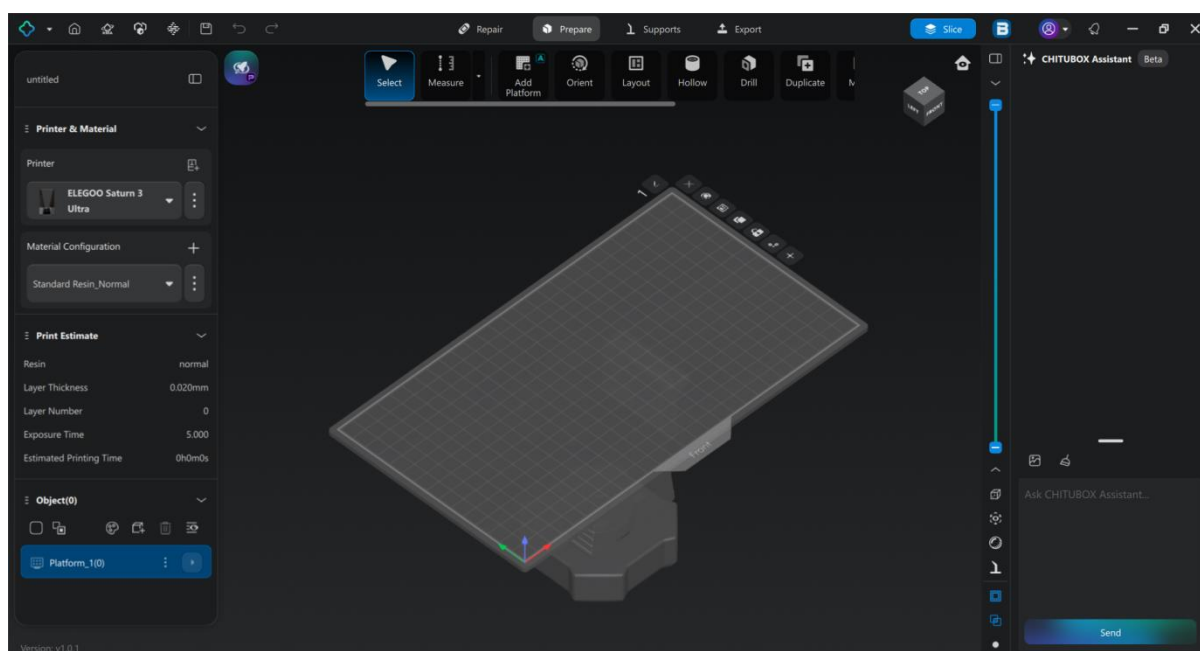 Repair
Prepare
Supports
Export
Slice
untitled
Select
Measure
Add
Platform
Orient
Layout
Hollow
Drill
Duplicate
M
TOP
LEFT
FRONT
CHITUBOX Assistant Beta
Printer & Material
Printer
ELEGOO Saturn 3
Ultra
Material Configuration
Standard Resin_Normal
Print Estimate
Resin normal
Layer Thickness 0.020mm
Layer Number 0
Exposure Time 5.000
Estimated Printing Time 0h0m0s
Object(0)
Platform_1(0)
Front
Ask CHITUBOX Assistant...
Send
Version: v1.0.1